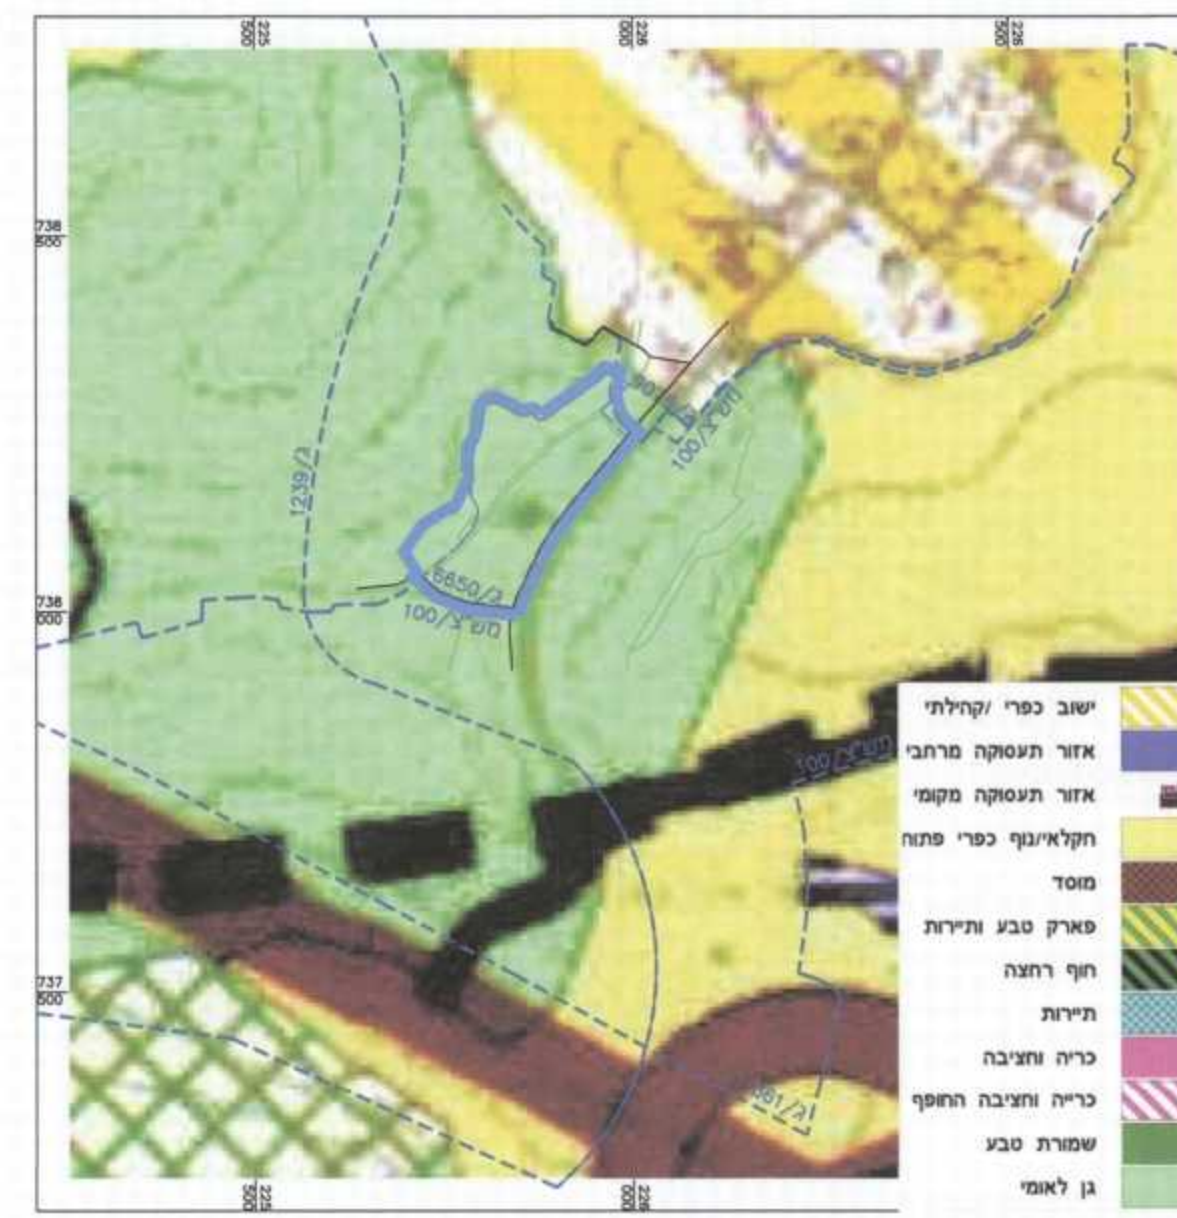 225
500
226
000
226
500
738
500
738
000
737
500
ג/1239
ג/6650
מש"צ/100
מש"צ/100
מש"צ/100
ישוב כפרי /קהילתי
אזור תעסוקה מרחבי
אזור תעסוקה מקומי
חקלאי/נוף כפרי פתוח
מוסד
פארק טבע ותיירות
חוף רחצה
תיירות
כריה וחציבה
כרייה וחציבה החופף
שמורת טבע
גן לאומי
225
500
226
000